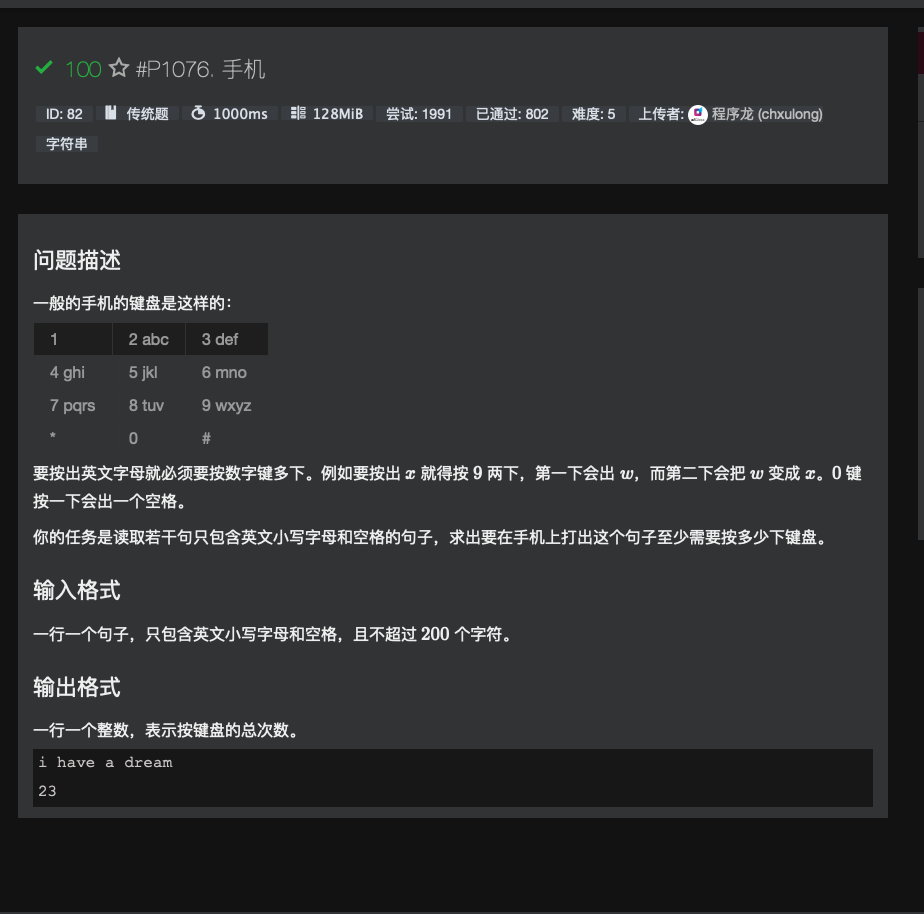 100 #P1076. 手机
ID: 82 传统题 1000ms 128MiB 尝试: 1991 已通过: 802 难度: 5 上传者: 程序龙 (chxulong)
字符串
问题描述
一般的手机的键盘是这样的：
1 2 abc 3 def
4 ghi 5 jkl 6 mno
7 pqrs 8 tuv 9 wxyz
* 0 #
要按出英文字母就必须要按数字键多下。例如要按出 x 就得按 9 两下，第一下会出 w，而第二下会把 w 变成 x。0 键
按一下会出一个空格。
你的任务是读取若干句只包含英文小写字母和空格的句子，求出要在手机上打出这个句子至少需要按多少下键盘。
输入格式
一行一个句子，只包含英文小写字母和空格，且不超过 200 个字符。
输出格式
一行一个整数，表示按键盘的总次数。
i have a dream
23